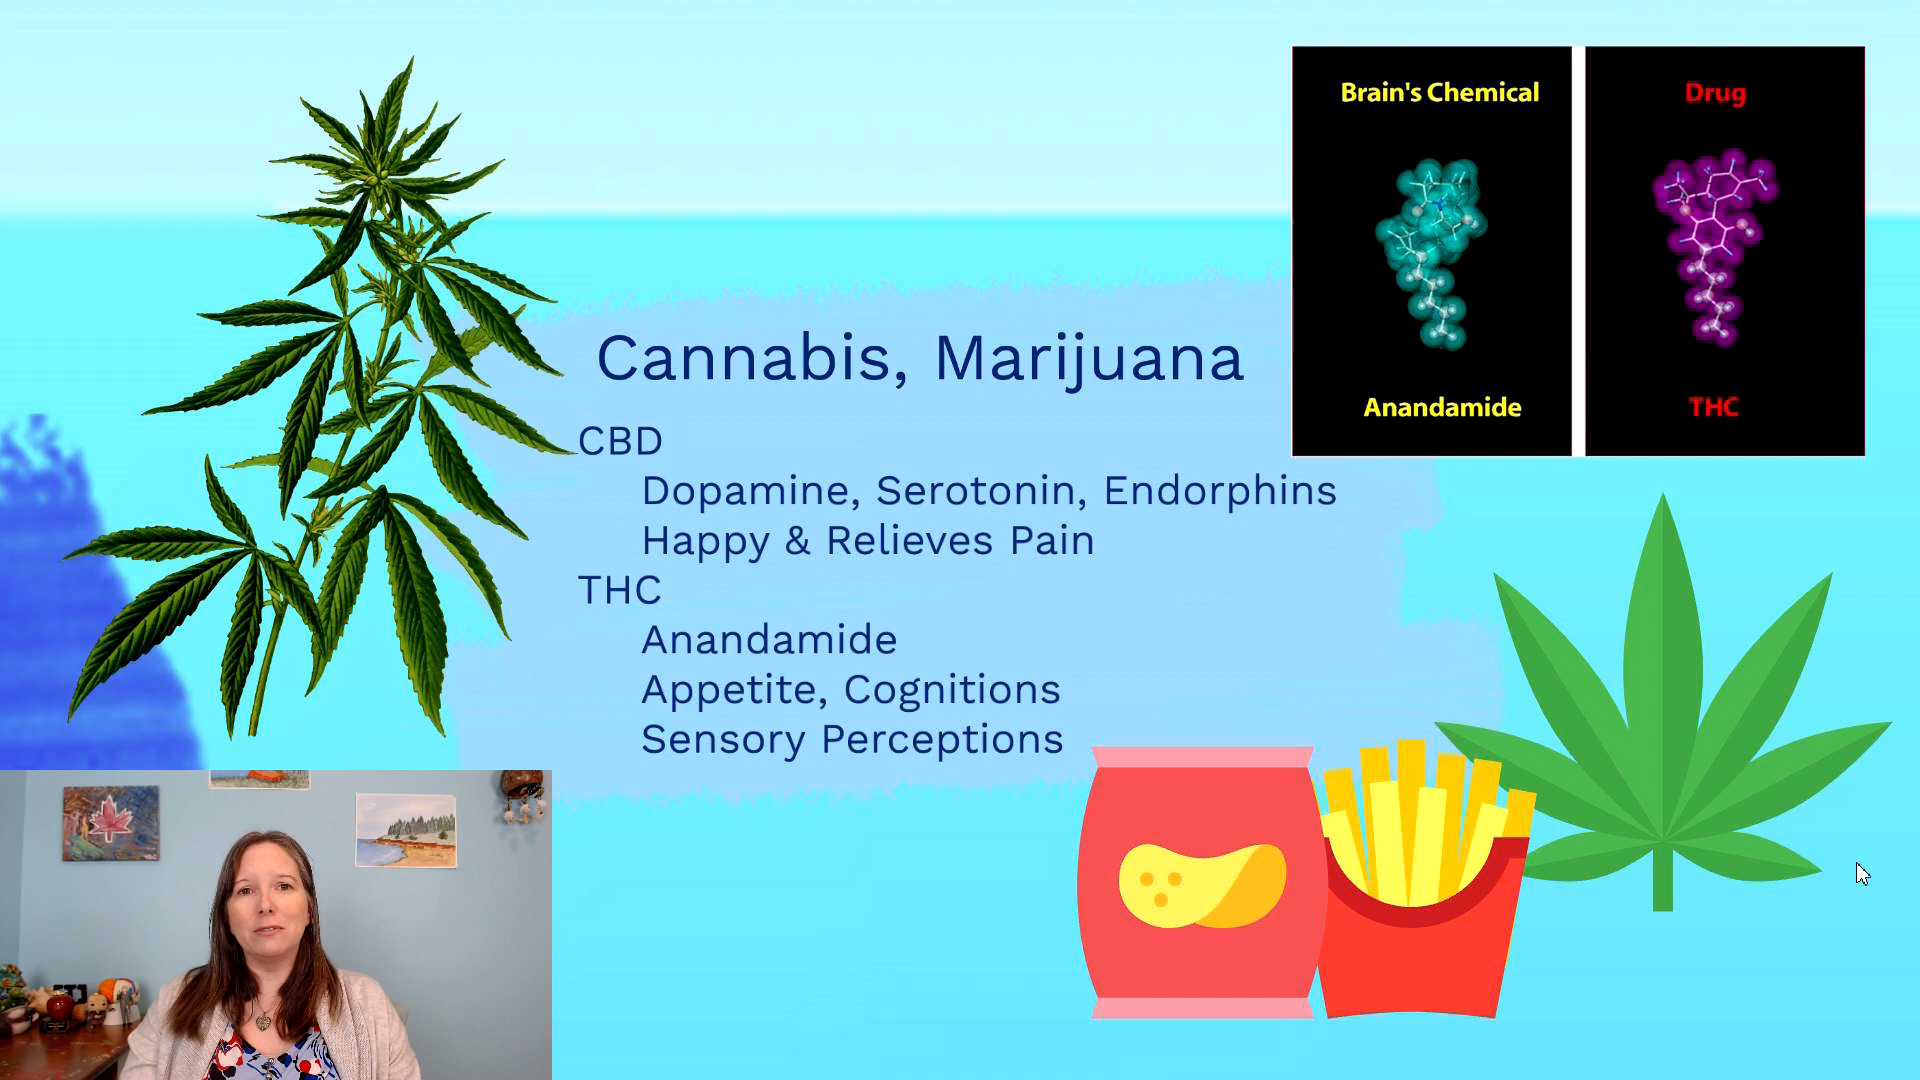 Brain's Chemical
Drug
Anandamide
THC
Cannabis, Marijuana
CBD
Dopamine, Serotonin, Endorphins
Happy & Relieves Pain
THC
Anandamide
Appetite, Cognitions
Sensory Perceptions